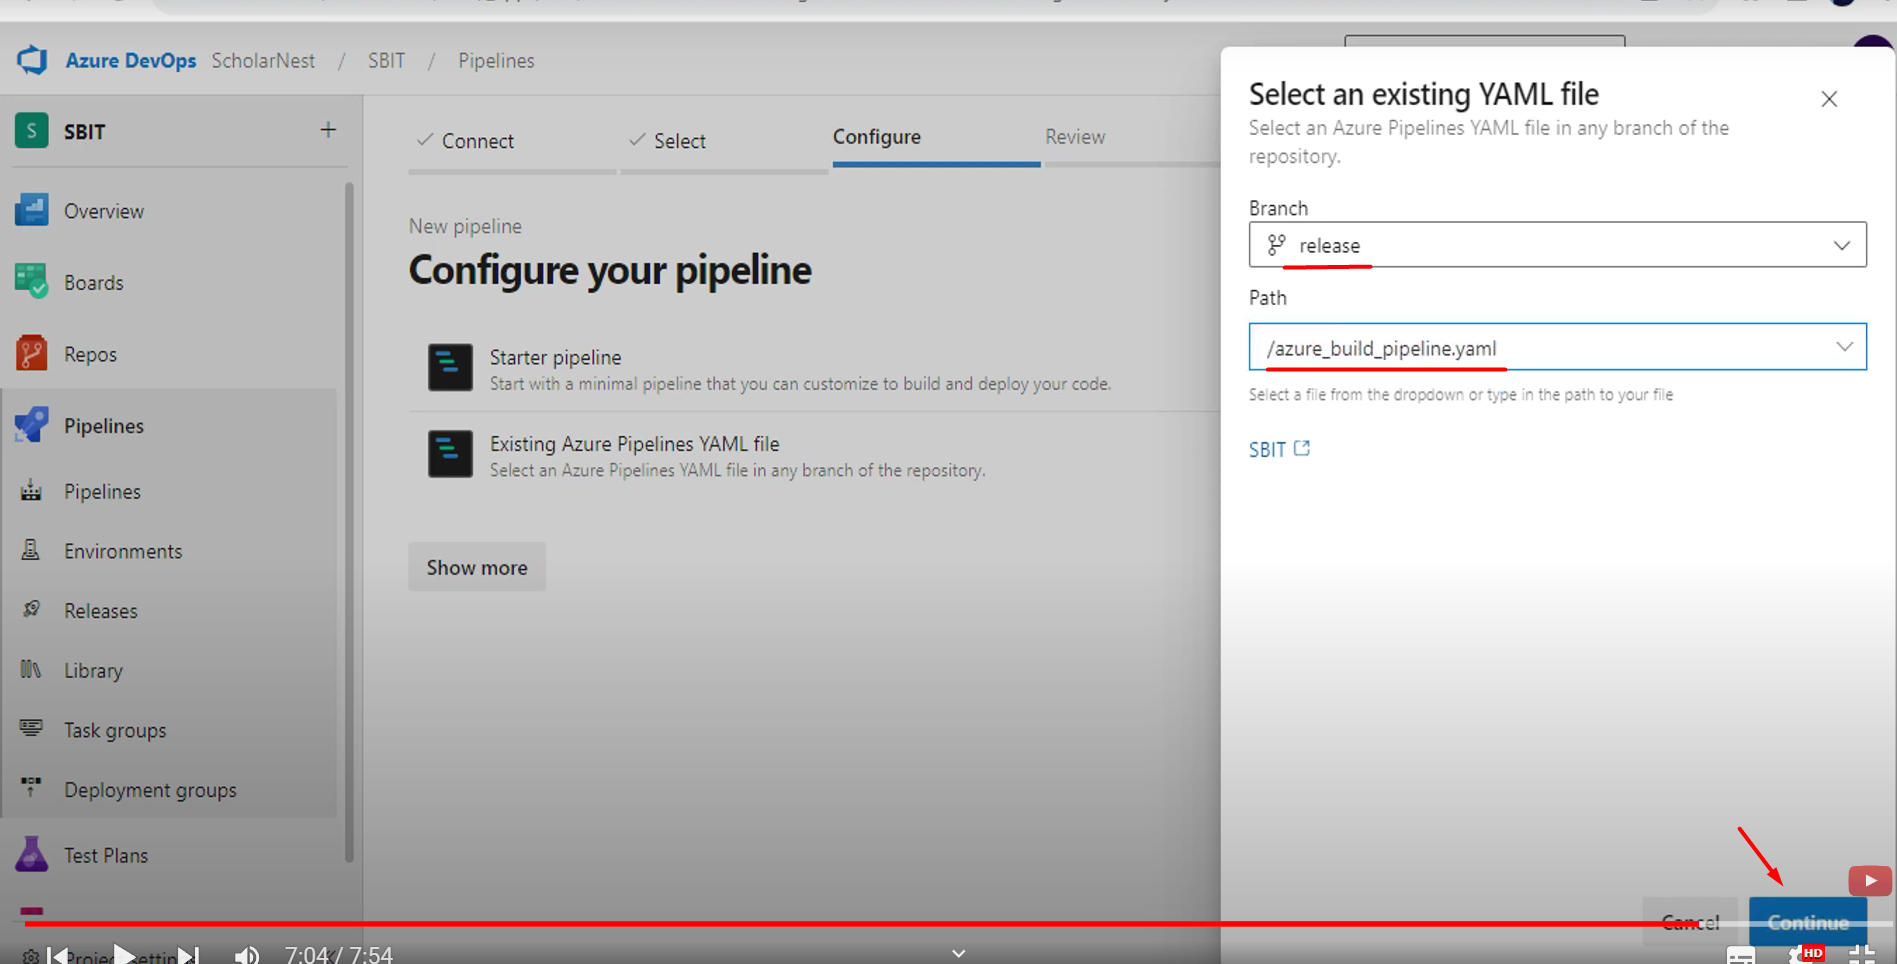 Azure DevOps ScholarNest / SBIT / Pipelines
S SBIT +
Overview
Boards
Repos
Pipelines
Pipelines
Environments
Releases
Library
Task groups
Deployment groups
Test Plans
Project settings
Connect
Select
Configure
Review
New pipeline
Configure your pipeline
Starter pipeline
Start with a minimal pipeline that you can customize to build and deploy your code.
Existing Azure Pipelines YAML file
Select an Azure Pipelines YAML file in any branch of the repository.
Show more
Select an existing YAML file
Select an Azure Pipelines YAML file in any branch of the
repository.
Branch
release
Path
/azure_build_pipeline.yaml
Select a file from the dropdown or type in the path to your file
SBIT
Cancel
Continue
7:04 / 7:54
HD